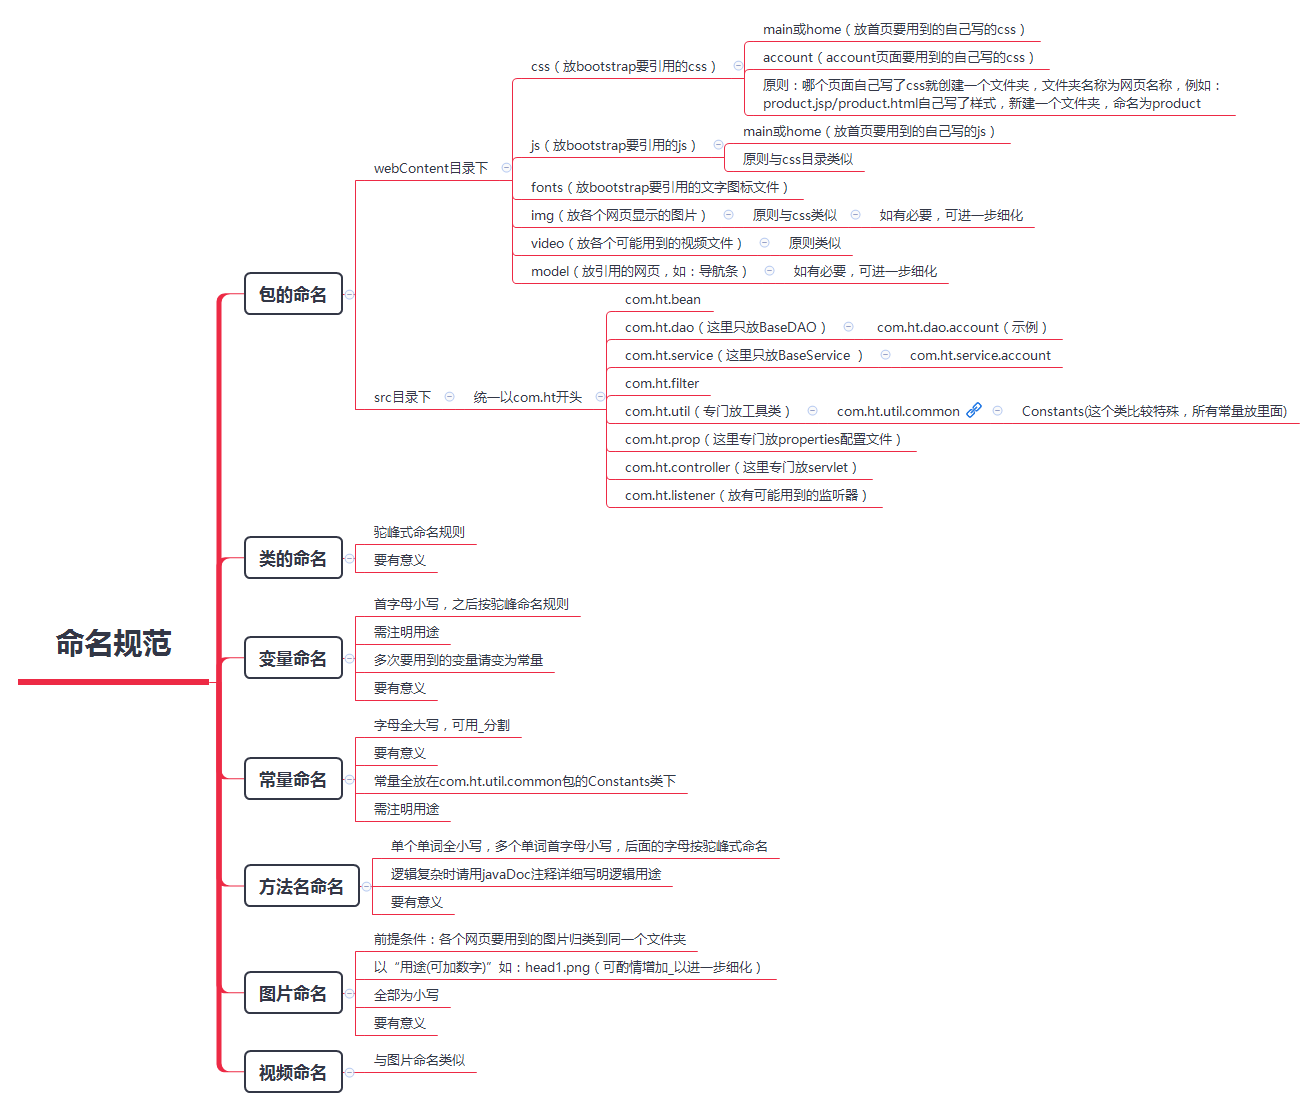 命名规范
包的命名
webContent目录下
css（放bootstrap要引用的css）
main或home（放首页要用到的自己写的css）
account（account页面要用到的自己写的css）
原则：哪个页面自己写了css就创建一个文件夹，文件夹名称为网页名称，例如：
product.jsp/product.html自己写了样式，新建一个文件夹，命名为product
js（放bootstrap要引用的js）
main或home（放首页要用到的自己写的js）
原则与css目录类似
fonts（放bootstrap要引用的文字图标文件）
img（放各个网页显示的图片）
原则与css类似
如有必要，可进一步细化
video（放各个可能用到的视频文件）
原则类似
model（放引用的网页，如：导航条）
如有必要，可进一步细化
src目录下
统一以com.ht开头
com.ht.bean
com.ht.dao（这里只放BaseDAO）
com.ht.dao.account（示例）
com.ht.service（这里只放BaseService ）
com.ht.service.account
com.ht.filter
com.ht.util（专门放工具类）
com.ht.util.common
Constants(这个类比较特殊，所有常量放里面)
com.ht.prop（这里专门放properties配置文件）
com.ht.controller（这里专门放servlet）
com.ht.listener（放有可能用到的监听器）
类的命名
驼峰式命名规则
要有意义
变量命名
首字母小写，之后按驼峰命名规则
需注明用途
多次要用到的变量请变为常量
要有意义
常量命名
字母全大写，可用_分割
要有意义
常量全放在com.ht.util.common包的Constants类下
需注明用途
方法名命名
单个单词全小写，多个单词首字母小写，后面的字母按驼峰式命名
逻辑复杂时请用javaDoc注释详细写明逻辑用途
要有意义
图片命名
前提条件：各个网页要用到的图片归类到同一个文件夹
以“用途(可加数字)”如：head1.png（可酌情增加_以进一步细化）
全部为小写
要有意义
视频命名
与图片命名类似